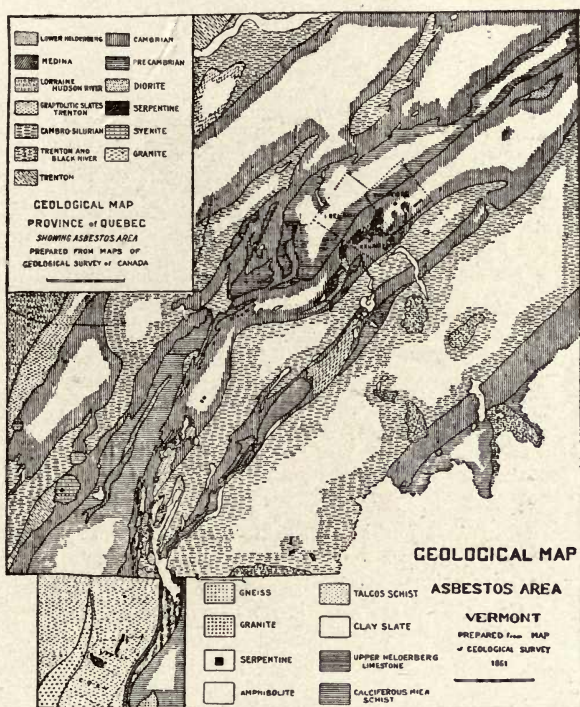 LOWER HELDERBERG
MEDINA
LORRAINE
HUDSON RIVER
GRAPTOLITIC SLATES
TRENTON
CAMBRO-SILURIAN
TRENTON AND
BLACK RIVER
TRENTON
CAMBRIAN
PRE CAMBRIAN
DIORITE
SERPENTINE
SYENITE
GRANITE
GEOLOGICAL MAP
PROVINCE of QUEBEC
SHOWING ASBESTOS AREA
PREPARED FROM MAPS OF
GEOLOGICAL SURVEY of CANADA
GEOLOGICAL MAP
ASBESTOS AREA
VERMONT
PREPARED from MAP
of GEOLOGICAL SURVEY
1861
GNEISS
GRANITE
SERPENTINE
AMPHIBOLITE
TALCOS SCHIST
CLAY SLATE
UPPER HELDERBERG
LIMESTONE
CALCIFEROUS MICA
SCHIST